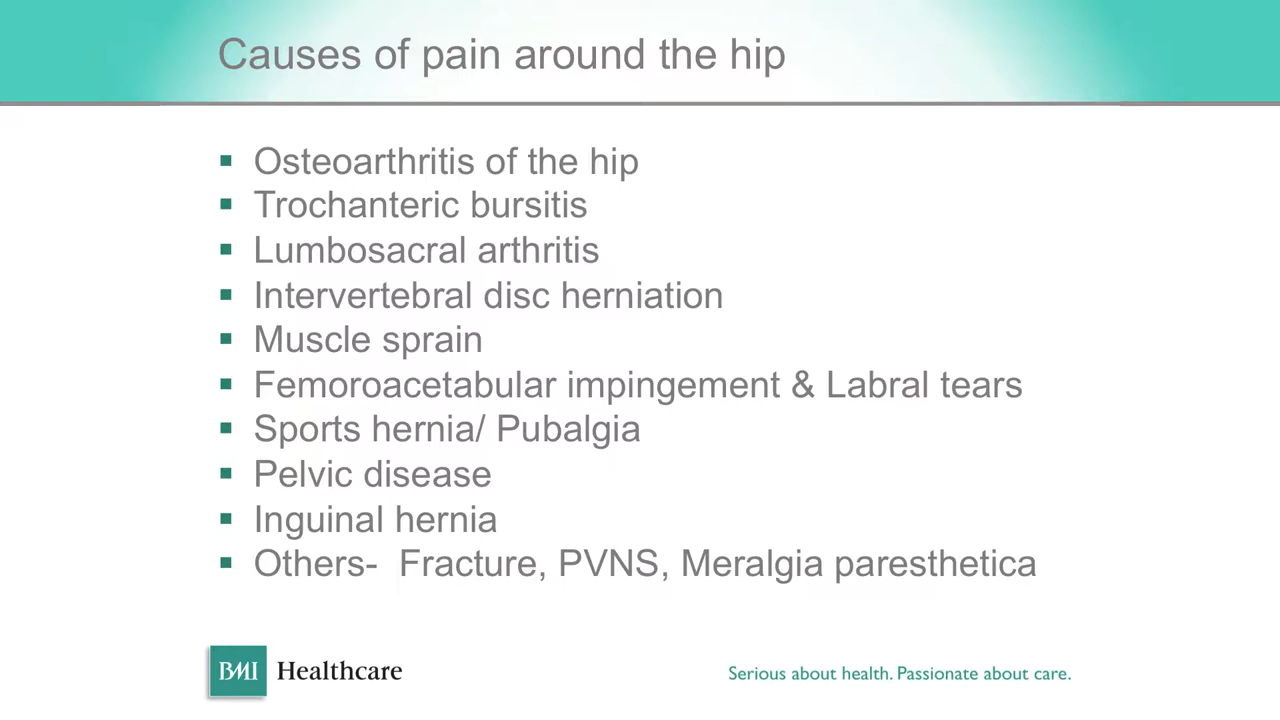 Causes of pain around the hip
▪ Osteoarthritis of the hip
▪ Trochanteric bursitis
▪ Lumbosacral arthritis
▪ Intervertebral disc herniation
▪ Muscle sprain
▪ Femoroacetabular impingement & Labral tears
▪ Sports hernia/ Pubalgia
▪ Pelvic disease
▪ Inguinal hernia
▪ Others-  Fracture, PVNS, Meralgia paresthetica
BMI Healthcare
Serious about health. Passionate about care.